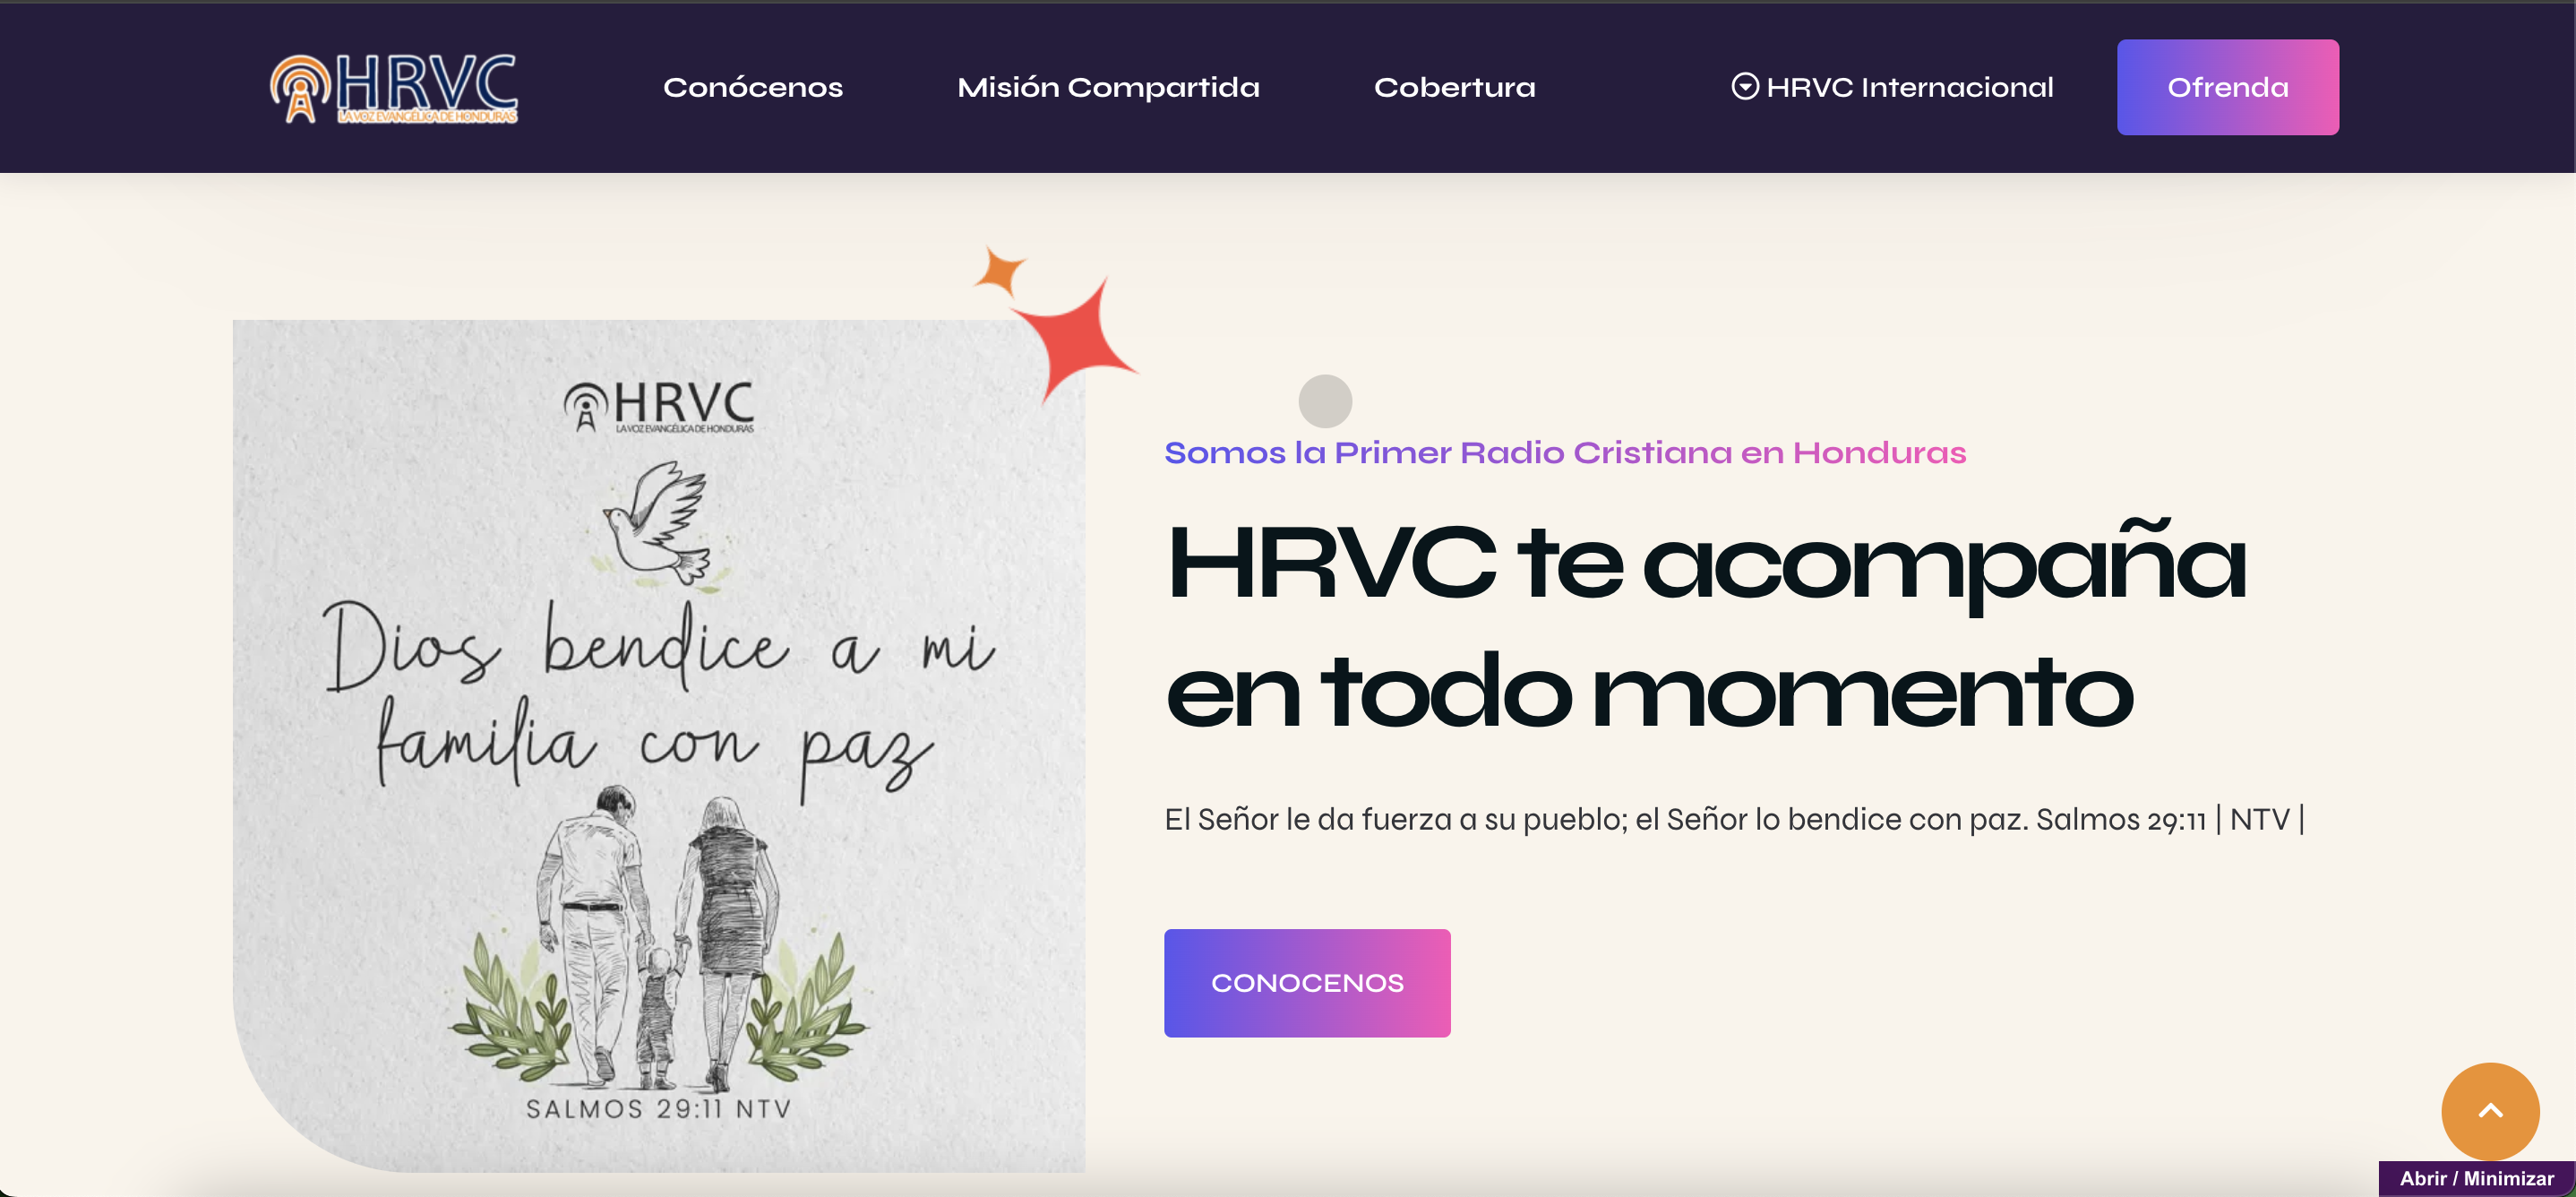 HRVC
LA VOZ EVANGÉLICA DE HONDURAS
Conócenos
Misión Compartida
Cobertura
HRVC Internacional
Ofrenda
HRVC
LA VOZ EVANGÉLICA DE HONDURAS
Dios bendice a mi
familia con paz
SALMOS 29:11 NTV
Somos la Primer Radio Cristiana en Honduras
HRVC te acompaña
en todo momento
El Señor le da fuerza a su pueblo; el Señor lo bendice con paz. Salmos 29:11 | NTV |
CONOCENOS
Abrir / Minimizar